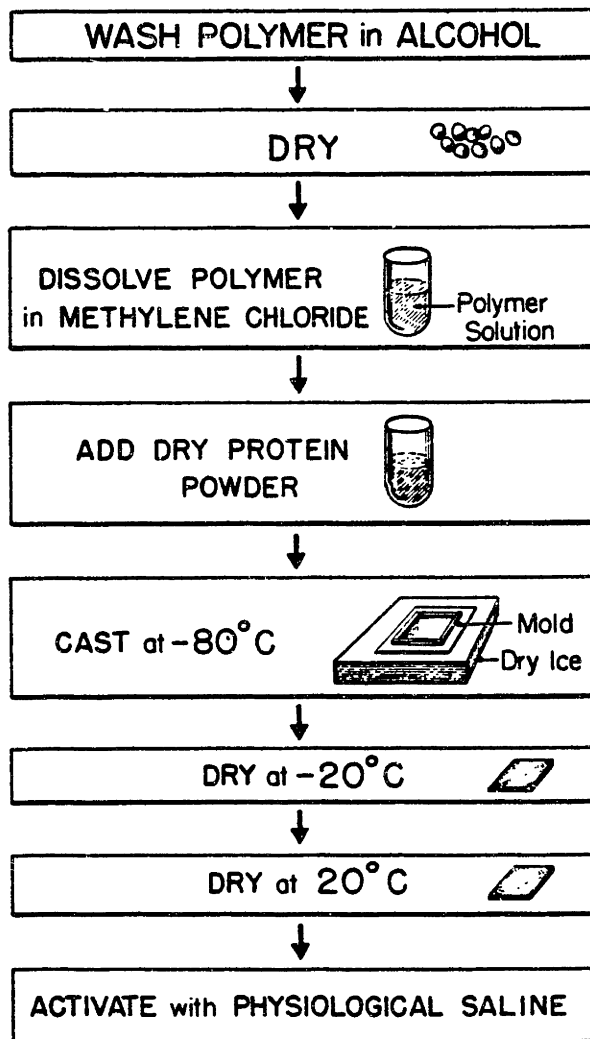 WASH POLYMER in ALCOHOL
DRY
DISSOLVE POLYMER
in METHYLENE CHLORIDE
Polymer
Solution
ADD DRY PROTEIN
POWDER
CAST at -80°C
Mold
Dry Ice
DRY at -20°C
DRY at 20°C
ACTIVATE with PHYSIOLOGICAL SALINE